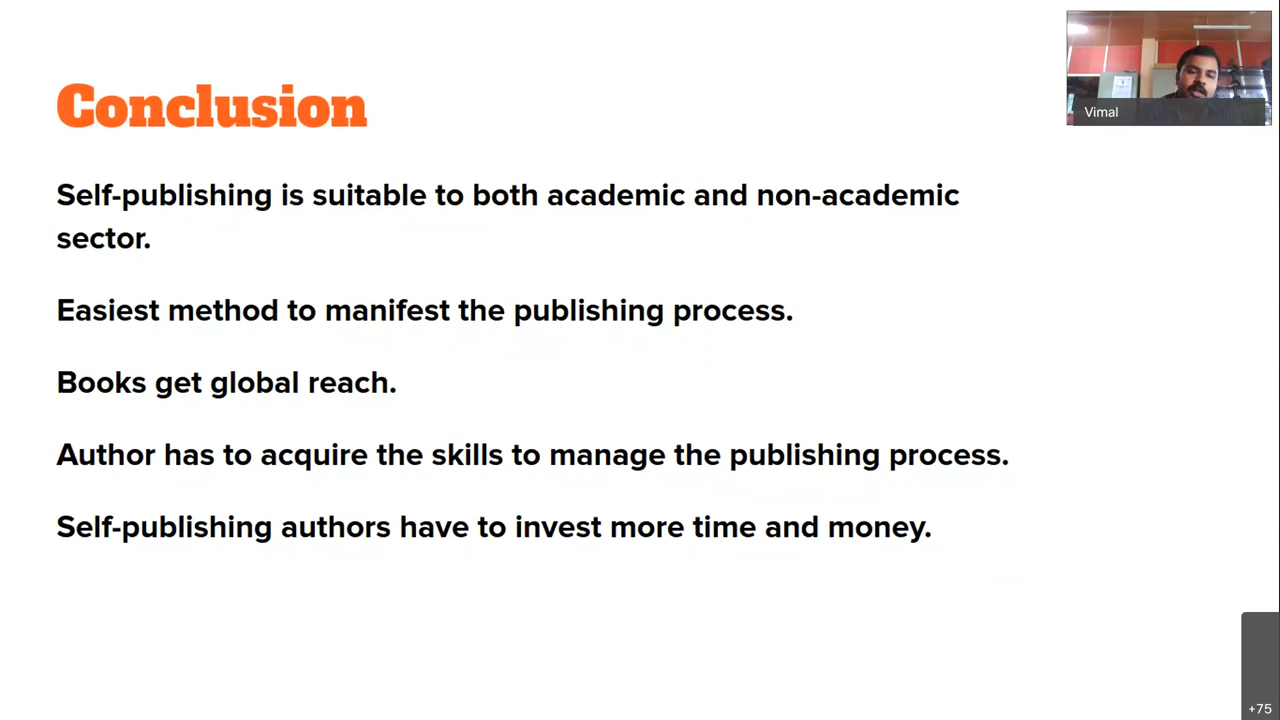 Conclusion
Vimal
Self-publishing is suitable to both academic and non-academic
sector.
Easiest method to manifest the publishing process.
Books get global reach.
Author has to acquire the skills to manage the publishing process.
Self-publishing authors have to invest more time and money.
+75